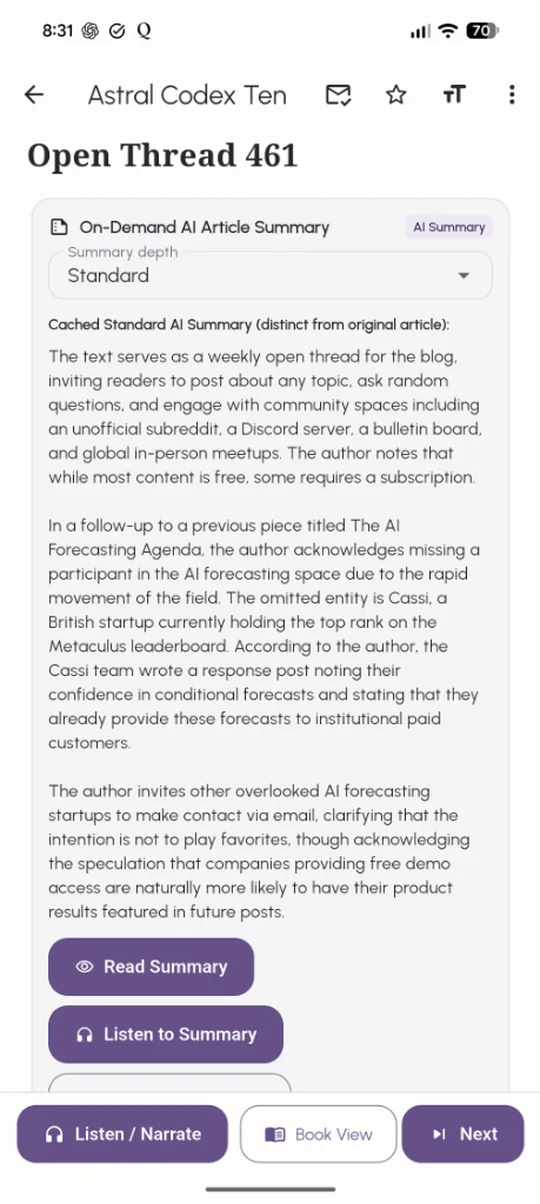 8:31
70
Astral Codex Ten
Open Thread 461
On-Demand AI Article Summary
AI Summary
Summary depth
Standard
Cached Standard AI Summary (distinct from original article):
The text serves as a weekly open thread for the blog,
inviting readers to post about any topic, ask random
questions, and engage with community spaces including
an unofficial subreddit, a Discord server, a bulletin board,
and global in-person meetups. The author notes that
while most content is free, some requires a subscription.
In a follow-up to a previous piece titled The AI
Forecasting Agenda, the author acknowledges missing a
participant in the AI forecasting space due to the rapid
movement of the field. The omitted entity is Cassi, a
British startup currently holding the top rank on the
Metaculus leaderboard. According to the author, the
Cassi team wrote a response post noting their
confidence in conditional forecasts and stating that they
already provide these forecasts to institutional paid
customers.
The author invites other overlooked AI forecasting
startups to make contact via email, clarifying that the
intention is not to play favorites, though acknowledging
the speculation that companies providing free demo
access are naturally more likely to have their product
results featured in future posts.
Read Summary
Listen to Summary
Listen / Narrate
Book View
Next